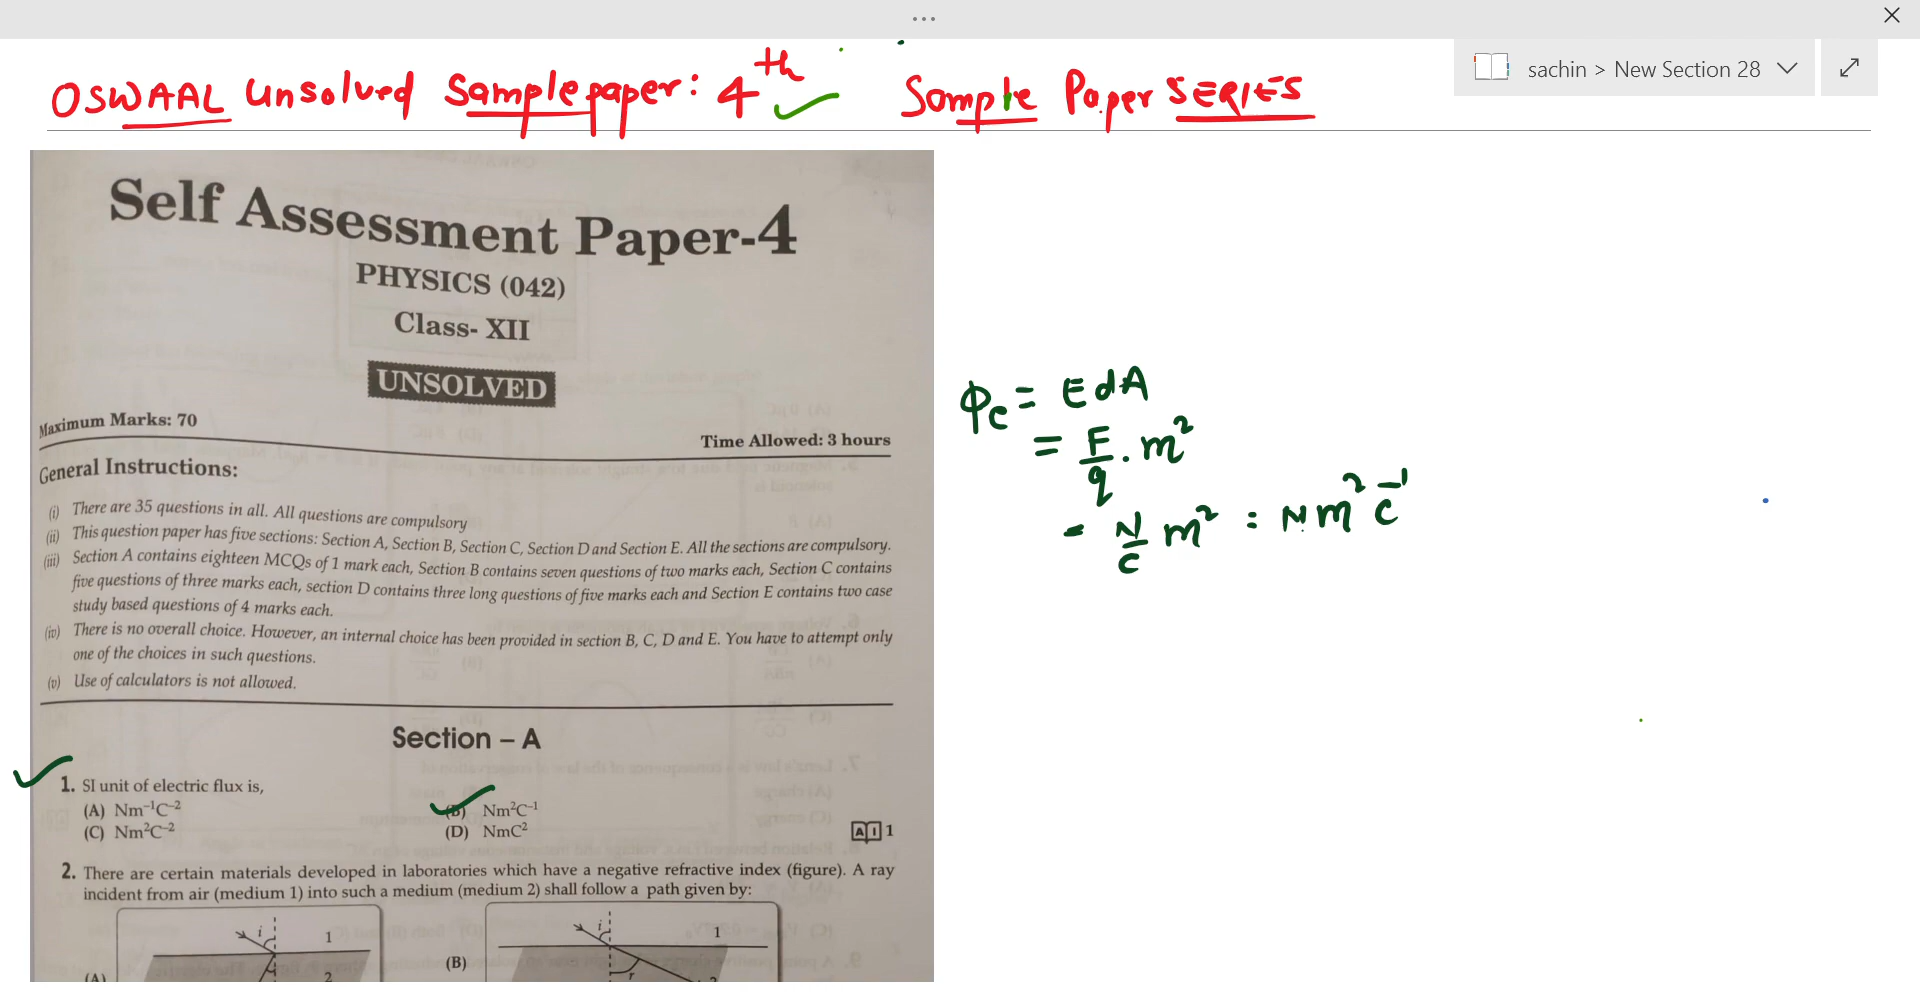 ...
sachin > New Section 28
OSWAAL Unsolved Sample paper: 4th Sample Paper SERIES
Self Assessment Paper-4
PHYSICS (042)
Class- XII
UNSOLVED
Maximum Marks: 70
Time Allowed: 3 hours
General Instructions:
(i) There are 35 questions in all. All questions are compulsory
(ii) This question paper has five sections: Section A, Section B, Section C, Section D and Section E. All the sections are compulsory.
(iii) Section A contains eighteen MCQs of 1 mark each, Section B contains seven questions of two marks each, Section C contains
five questions of three marks each, section D contains three long questions of five marks each and Section E contains two case
study based questions of 4 marks each.
(iv) There is no overall choice. However, an internal choice has been provided in section B, C, D and E. You have to attempt only
one of the choices in such questions.
(v) Use of calculators is not allowed.
Section – A
1. SI unit of electric flux is,
(A) Nm⁻¹C⁻² (B) Nm²C⁻¹
(C) Nm²C⁻² (D) NmC²
AI 1
2. There are certain materials developed in laboratories which have a negative refractive index (figure). A ray
incident from air (medium 1) into such a medium (medium 2) shall follow a path given by:
i 1
2
(A)
(B)
i 1
r 2
ϕc = E dA
= F/q . m²
= N/C m² = Nm²C⁻¹